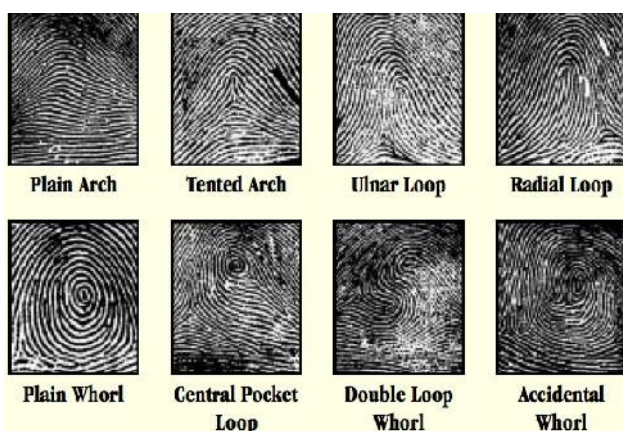 Plain Arch
Tented Arch
Ulnar Loop
Radial Loop
Plain Whorl
Central Pocket
Loop
Double Loop
Whorl
Accidental
Whorl